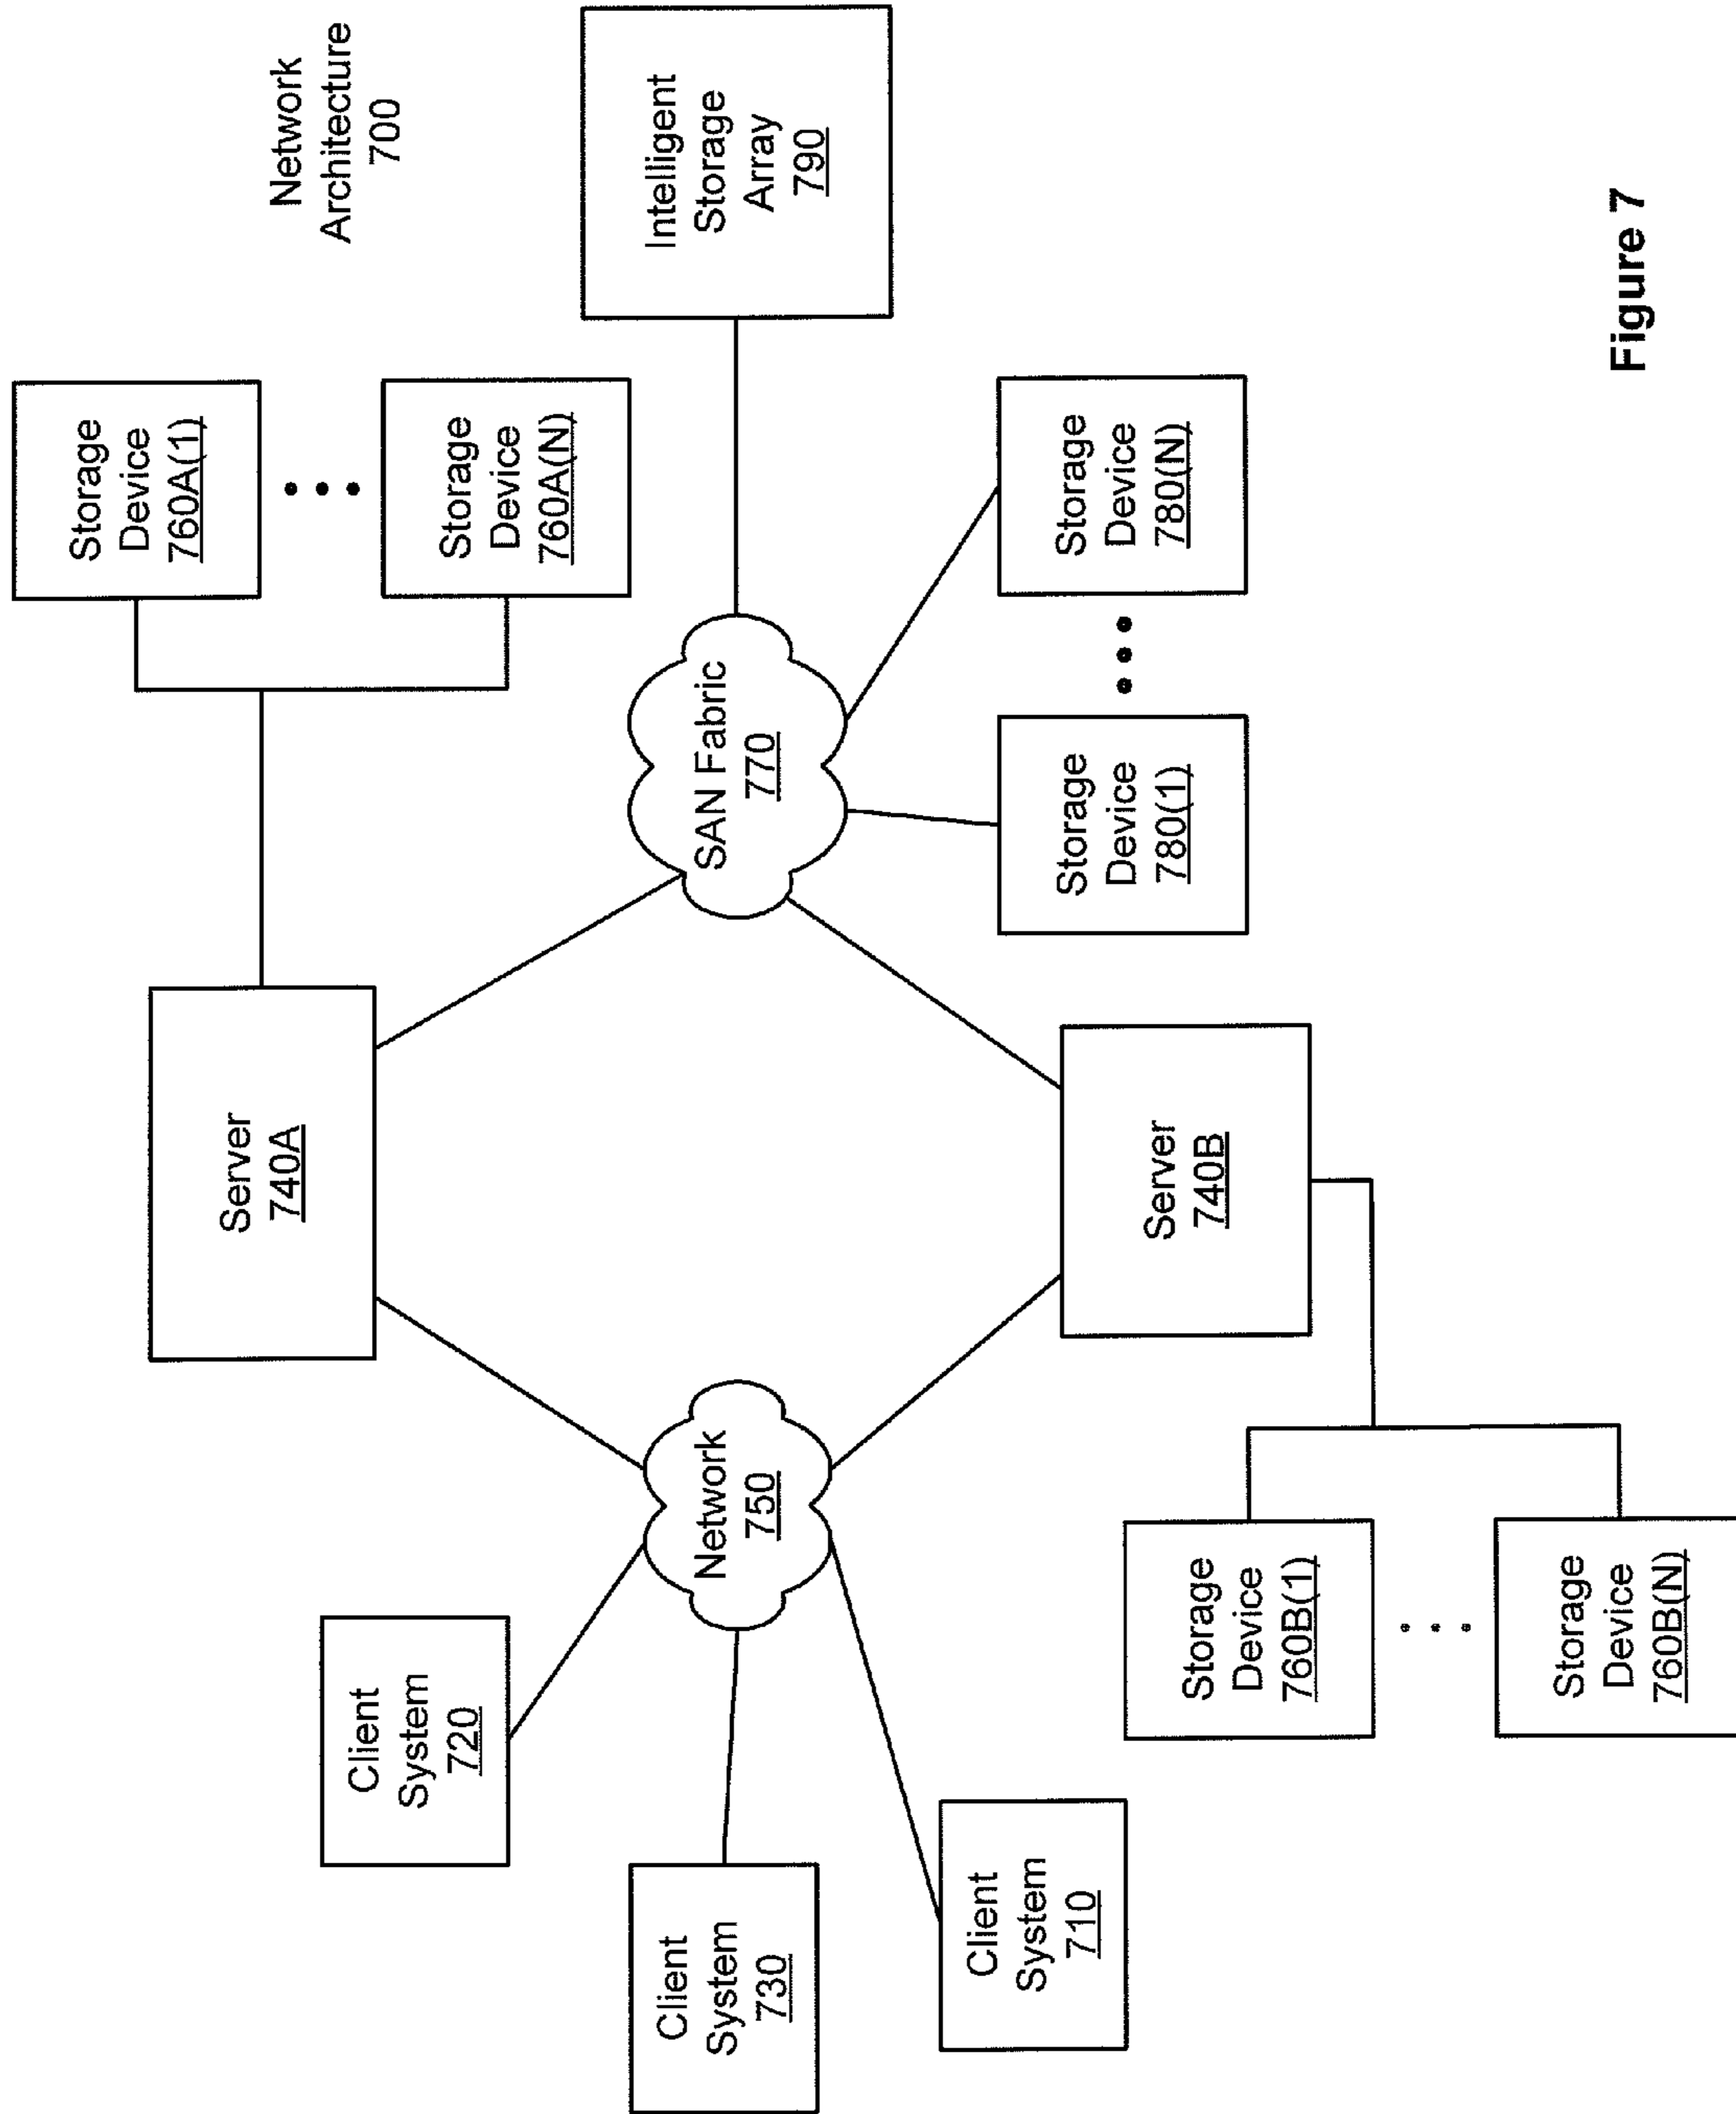 Network
Architecture
700
Storage
Device
760A(1)
Storage
Device
760A(N)
Intelligent
Storage
Array
790
Server
740A
SAN Fabric
770
Storage
Device
780(N)
Storage
Device
780(1)
Client
System
720
Network
750
Server
740B
Client
System
730
Client
System
710
Storage
Device
760B(1)
Storage
Device
760B(N)
Figure 7